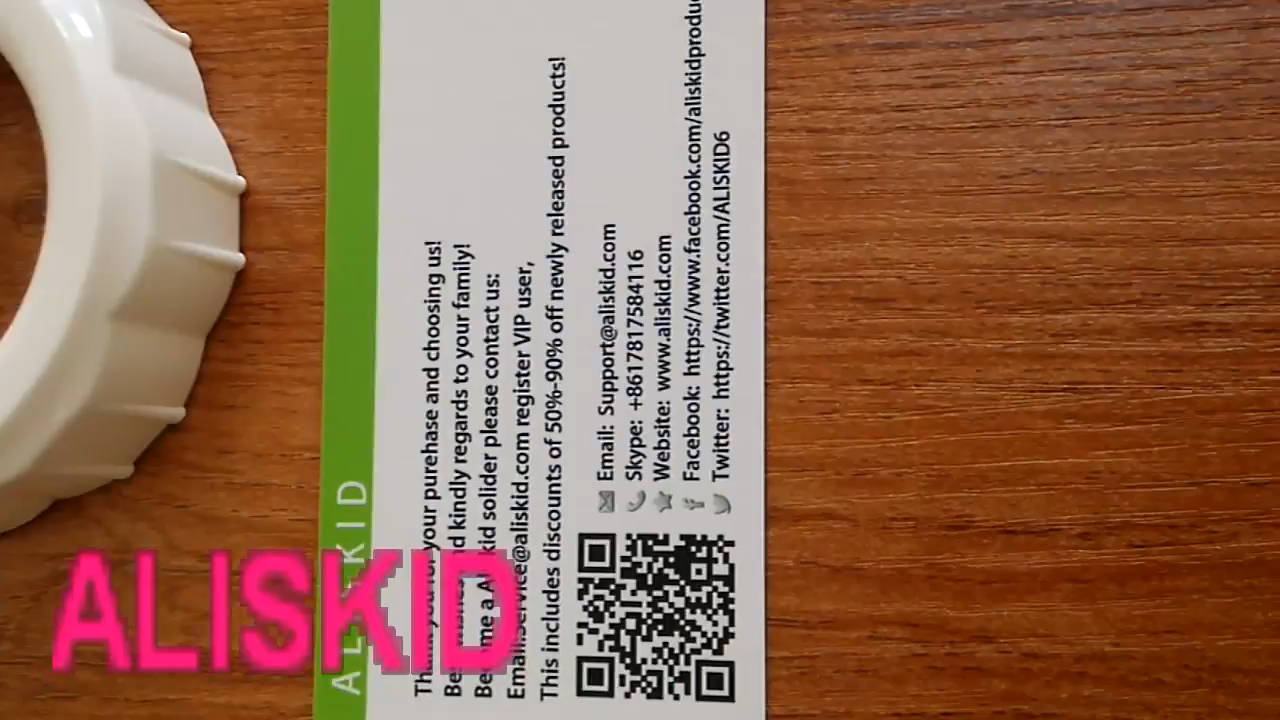 ALISKID
Thank you for your purehase and choosing us!
Best wishes and kindly regards to your family!
Become a Aliskid solider please contact us:
Email:service@aliskid.com register VIP user,
This includes discounts of 50%-90% off newly released products!
Email: Support@aliskid.com
Skype: +8617817584116
Website: www.aliskid.com
Facebook: https://www.facebook.com/aliskidproduc
Twitter: https://twitter.com/ALISKID6
ALISKID